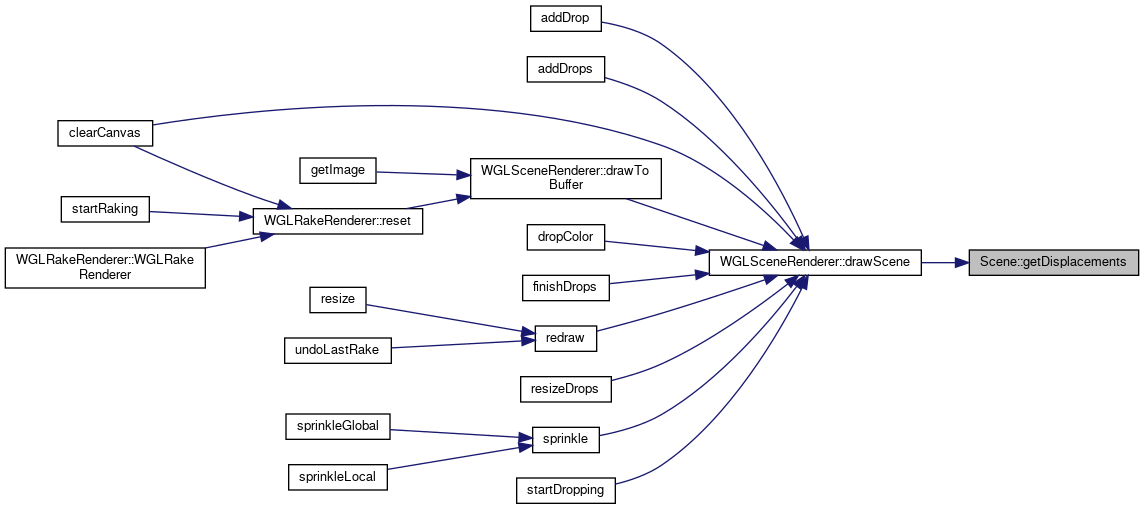 addDrop
addDrops
clearCanvas
getImage
WGLSceneRenderer::drawTo
Buffer
startRaking
WGLRakeRenderer::reset
dropColor
WGLRakeRenderer::WGLRake
Renderer
WGLSceneRenderer::drawScene
Scene::getDisplacements
finishDrops
resize
redraw
undoLastRake
resizeDrops
sprinkleGlobal
sprinkle
sprinkleLocal
startDropping